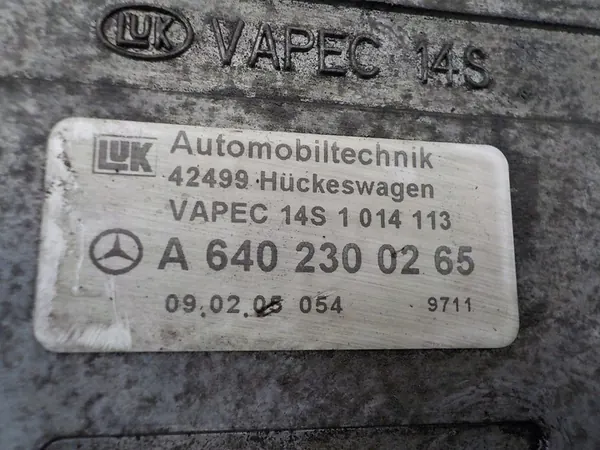 LUK VAPEC 14S
LUK Automobiltechnik
42499 Hückeswagen
VAPEC 14S 1 014 113
A 640 230 02 65
09.02.05 054 9711